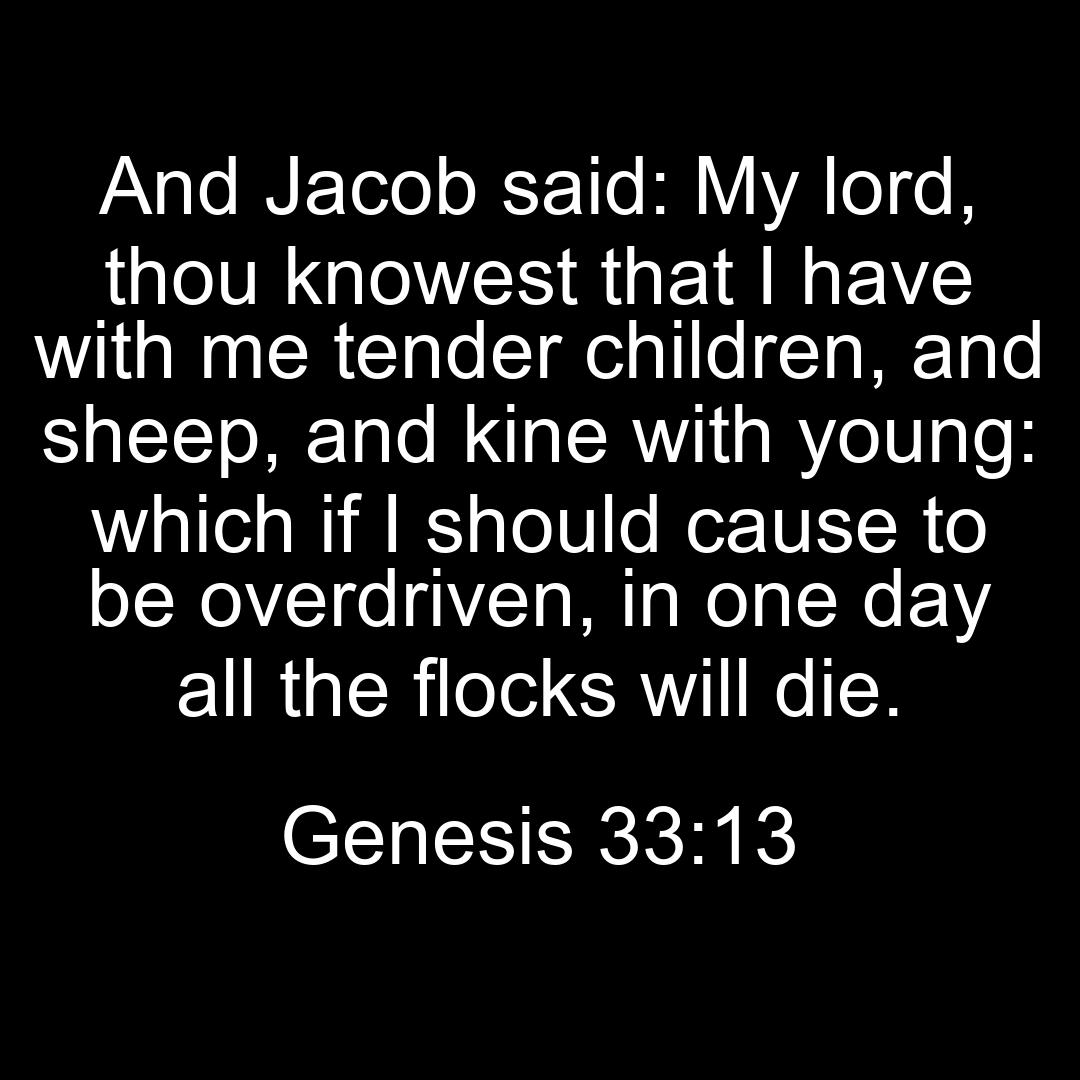 And Jacob said: My lord,
thou knowest that I have
with me tender children, and
sheep, and kine with young:
which if I should cause to
be overdriven, in one day
all the flocks will die.
Genesis 33:13